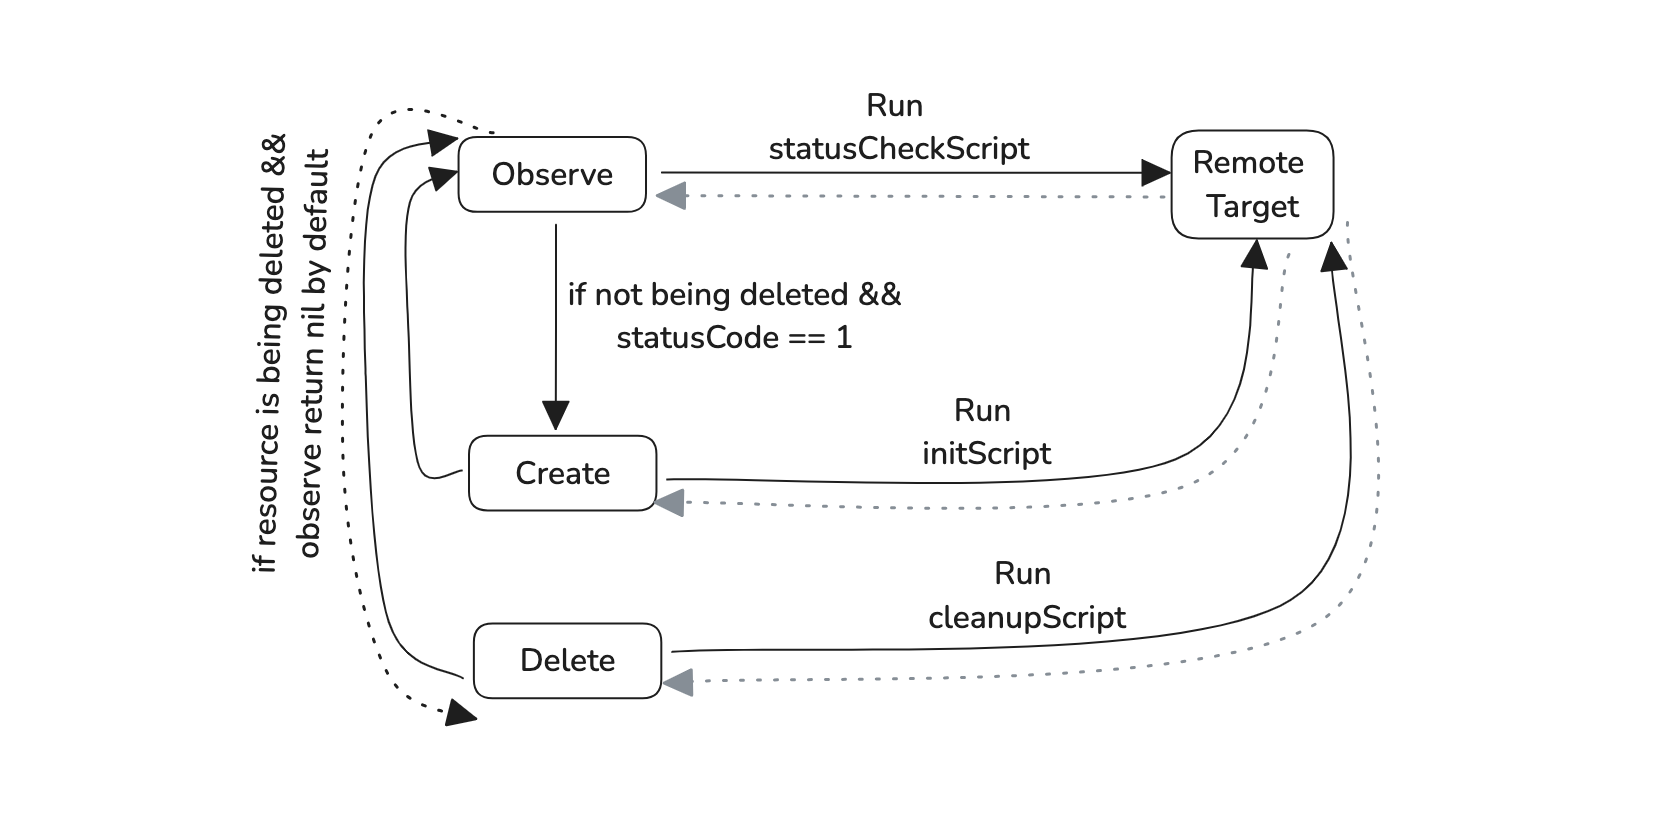 Run
statusCheckScript
Observe
Remote
Target
if resource is being deleted &&
observe return nil by default
if not being deleted &&
statusCode == 1
Run
initScript
Create
Run
cleanupScript
Delete